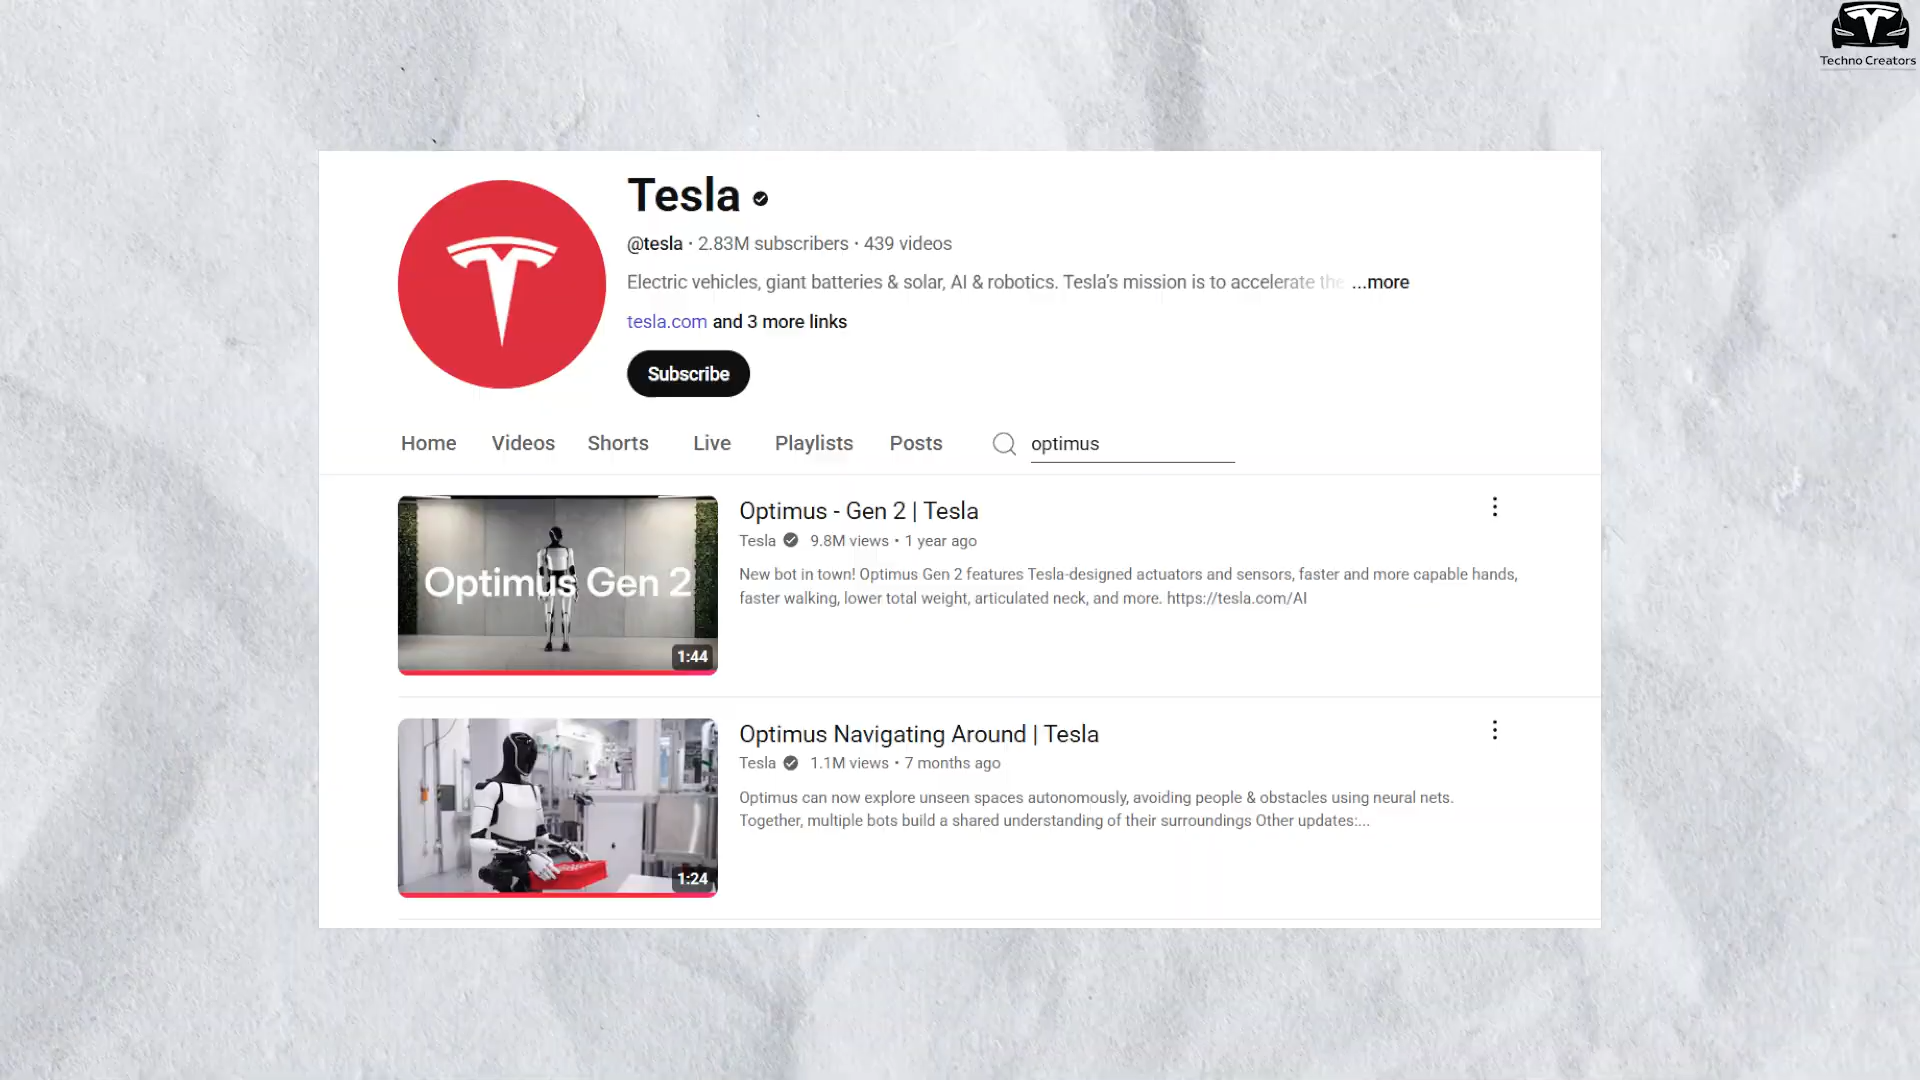 Techno Creators
Tesla
@tesla · 2.83M subscribers · 439 videos
Electric vehicles, giant batteries & solar, AI & robotics. Tesla’s mission is to accelerate the ...more
tesla.com and 3 more links
Subscribe
Home Videos Shorts Live Playlists Posts optimus
Optimus Gen 2
1:44
Optimus - Gen 2 | Tesla
Tesla 9.8M views • 1 year ago
New bot in town! Optimus Gen 2 features Tesla-designed actuators and sensors, faster and more capable hands,
faster walking, lower total weight, articulated neck, and more. https://tesla.com/AI
1:24
Optimus Navigating Around | Tesla
Tesla 1.1M views • 7 months ago
Optimus can now explore unseen spaces autonomously, avoiding people & obstacles using neural nets.
Together, multiple bots build a shared understanding of their surroundings Other updates:...